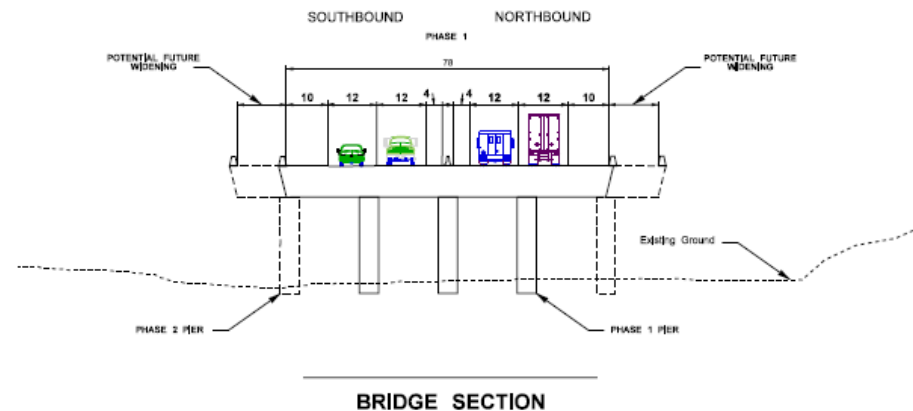 SOUTHBOUND NORTHBOUND
PHASE 1
POTENTIAL FUTURE
WIDENING
78
POTENTIAL FUTURE
WIDENING
10 12 12 4 4 12 12 10
Existing Ground
PHASE 2 PIER
PHASE 1 PIER
BRIDGE SECTION